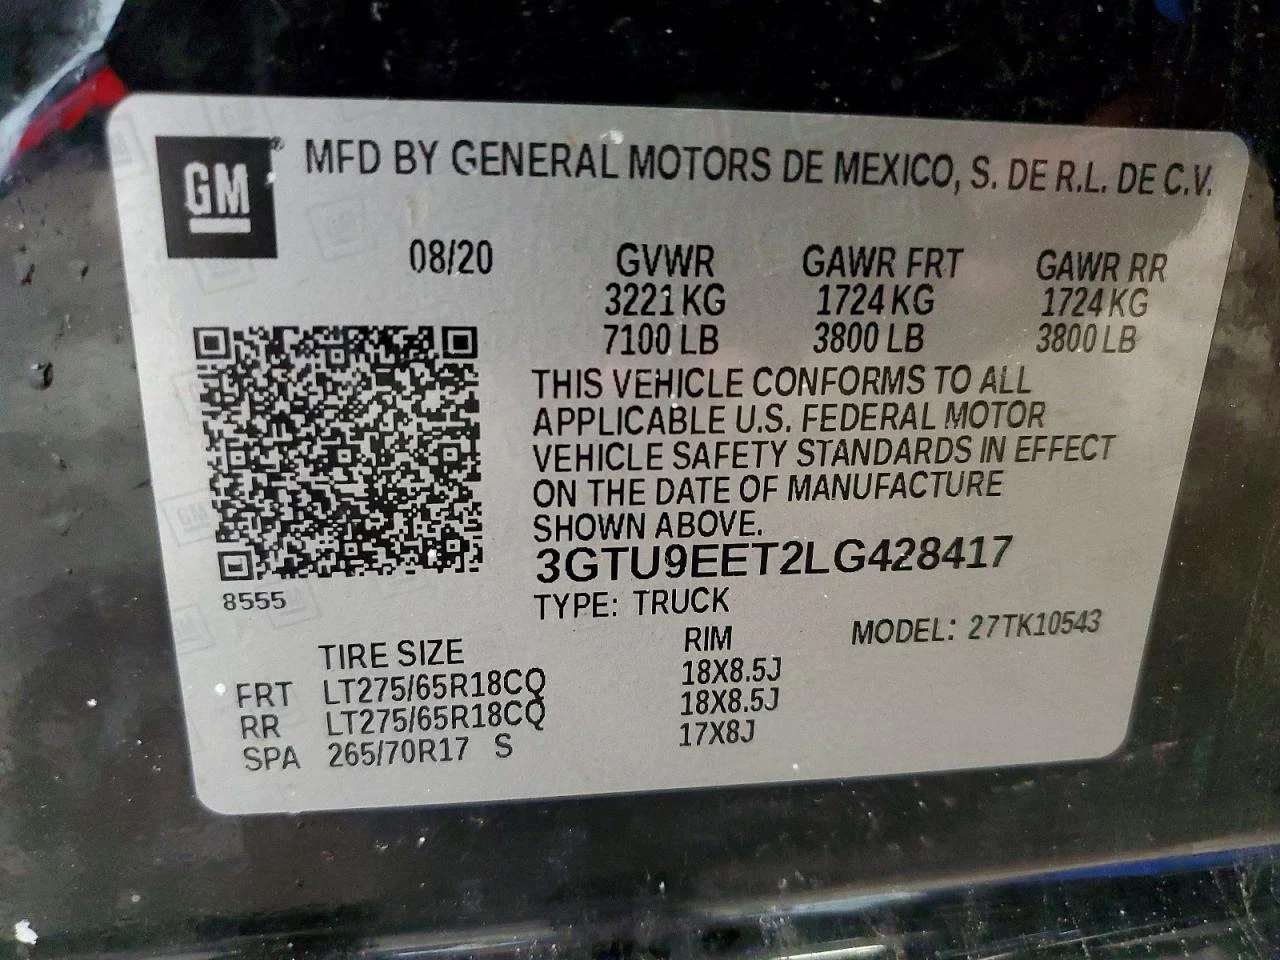 GM ® MFD BY GENERAL MOTORS DE MEXICO, S. DE R.L. DE C.V.
08/20 GVWR GAWR FRT GAWR RR
3221 KG 1724 KG 1724 KG
7100 LB 3800 LB 3800 LB
THIS VEHICLE CONFORMS TO ALL
APPLICABLE U.S. FEDERAL MOTOR
VEHICLE SAFETY STANDARDS IN EFFECT
ON THE DATE OF MANUFACTURE
SHOWN ABOVE.
3GTU9EET2LG428417
8555 TYPE: TRUCK
TIRE SIZE RIM MODEL: 27TK10543
FRT LT275/65R18CQ 18X8.5J
RR LT275/65R18CQ 18X8.5J
SPA 265/70R17 S 17X8J